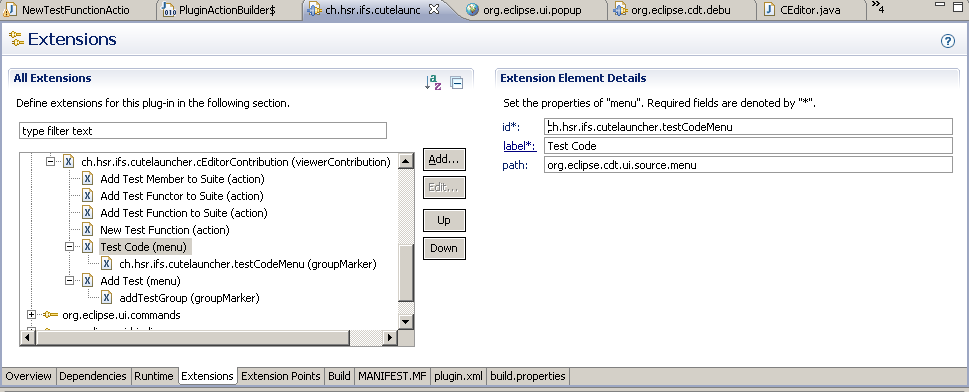 NewTestFunctionActio PluginActionBuilder$ ch.hsr.ifs.cutelaunc org.eclipse.ui.popup org.eclipse.cdt.debu CEditor.java »4
Extensions
All Extensions
Define extensions for this plug-in in the following section.
type filter text
ch.hsr.ifs.cutelauncher.cEditorContribution (viewerContribution)
Add Test Member to Suite (action)
Add Test Functor to Suite (action)
Add Test Function to Suite (action)
New Test Function (action)
Test Code (menu)
ch.hsr.ifs.cutelauncher.testCodeMenu (groupMarker)
Add Test (menu)
addTestGroup (groupMarker)
org.eclipse.ui.commands
Add...
Edit...
Up
Down
Extension Element Details
Set the properties of "menu". Required fields are denoted by "*".
id*: ch.hsr.ifs.cutelauncher.testCodeMenu
label*: Test Code
path: org.eclipse.cdt.ui.source.menu
Overview Dependencies Runtime Extensions Extension Points Build MANIFEST.MF plugin.xml build.properties